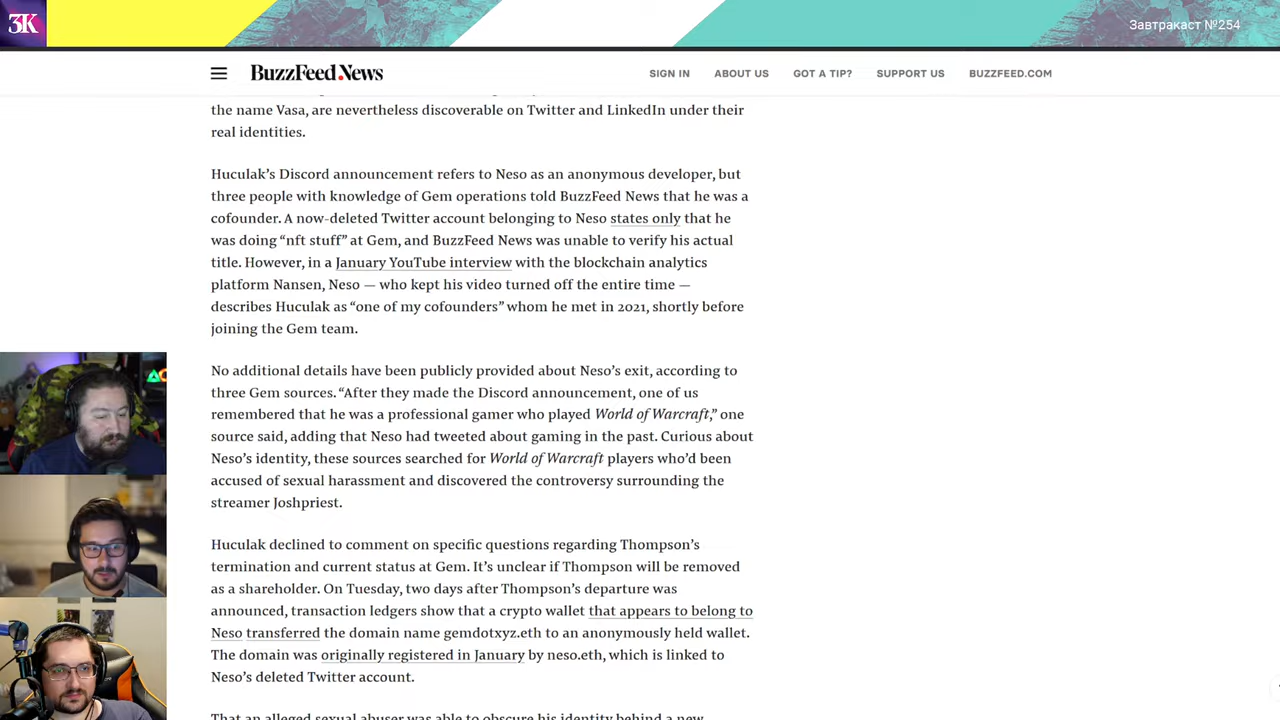 3K
Завтракаст №254
BuzzFeed News
SIGN IN
ABOUT US
GOT A TIP?
SUPPORT US
BUZZFEED.COM
the name Vasa, are nevertheless discoverable on Twitter and LinkedIn under their
real identities.
Huculak’s Discord announcement refers to Neso as an anonymous developer, but
three people with knowledge of Gem operations told BuzzFeed News that he was a
cofounder. A now-deleted Twitter account belonging to Neso states only that he
was doing “nft stuff” at Gem, and BuzzFeed News was unable to verify his actual
title. However, in a January YouTube interview with the blockchain analytics
platform Nansen, Neso — who kept his video turned off the entire time —
describes Huculak as “one of my cofounders” whom he met in 2021, shortly before
joining the Gem team.
No additional details have been publicly provided about Neso’s exit, according to
three Gem sources. “After they made the Discord announcement, one of us
remembered that he was a professional gamer who played World of Warcraft,” one
source said, adding that Neso had tweeted about gaming in the past. Curious about
Neso’s identity, these sources searched for World of Warcraft players who’d been
accused of sexual harassment and discovered the controversy surrounding the
streamer Joshpriest.
Huculak declined to comment on specific questions regarding Thompson’s
termination and current status at Gem. It’s unclear if Thompson will be removed
as a shareholder. On Tuesday, two days after Thompson’s departure was
announced, transaction ledgers show that a crypto wallet that appears to belong to
Neso transferred the domain name gemdotxyz.eth to an anonymously held wallet.
The domain was originally registered in January by neso.eth, which is linked to
Neso’s deleted Twitter account.
That an alleged sexual abuser was able to obscure his identity behind a new